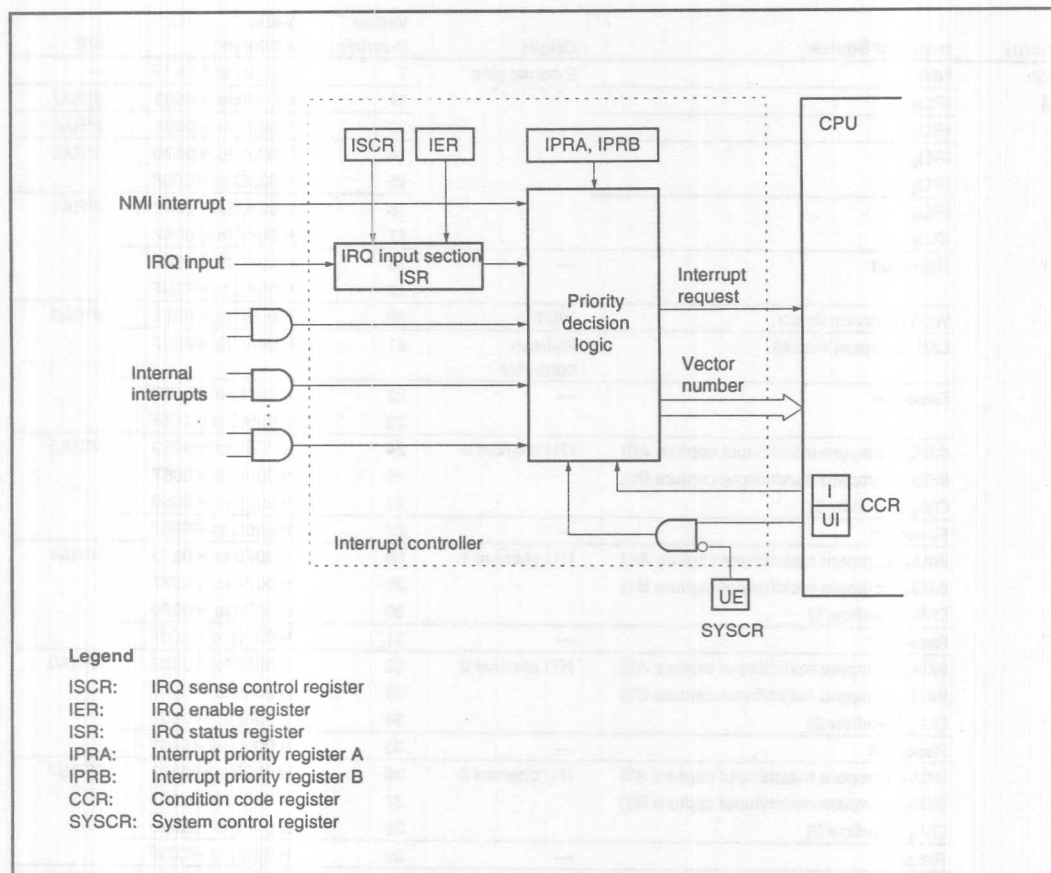 CPU
ISCR
IER
IPRA, IPRB
NMI interrupt
IRQ input
IRQ input section
ISR
Interrupt
request
Priority
decision
logic
Vector
number
Internal
interrupts
I
UI
CCR
Interrupt controller
UE
SYSCR
Legend
ISCR: IRQ sense control register
IER: IRQ enable register
ISR: IRQ status register
IPRA: Interrupt priority register A
IPRB: Interrupt priority register B
CCR: Condition code register
SYSCR: System control register